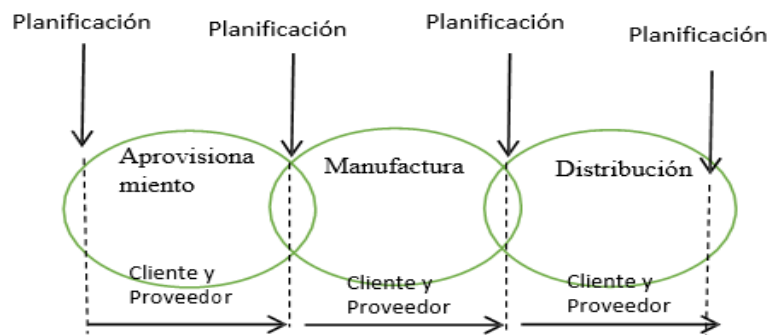 Planificación
Planificación
Planificación
Planificación
Aprovisiona
miento
Manufactura
Distribución
Cliente y
Proveedor
Cliente y
Proveedor
Cliente y
Proveedor